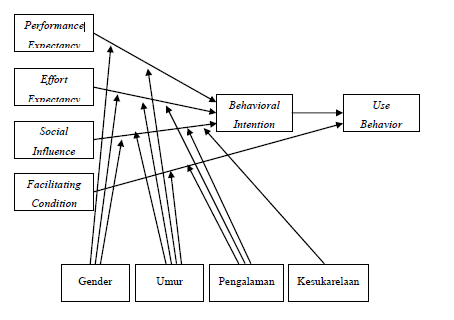 Performance
Expectancy
Effort
Expectancy
Social
Influence
Facilitating
Condition
Behavioral
Intention
Use
Behavior
Gender
Umur
Pengalaman
Kesukarelaan